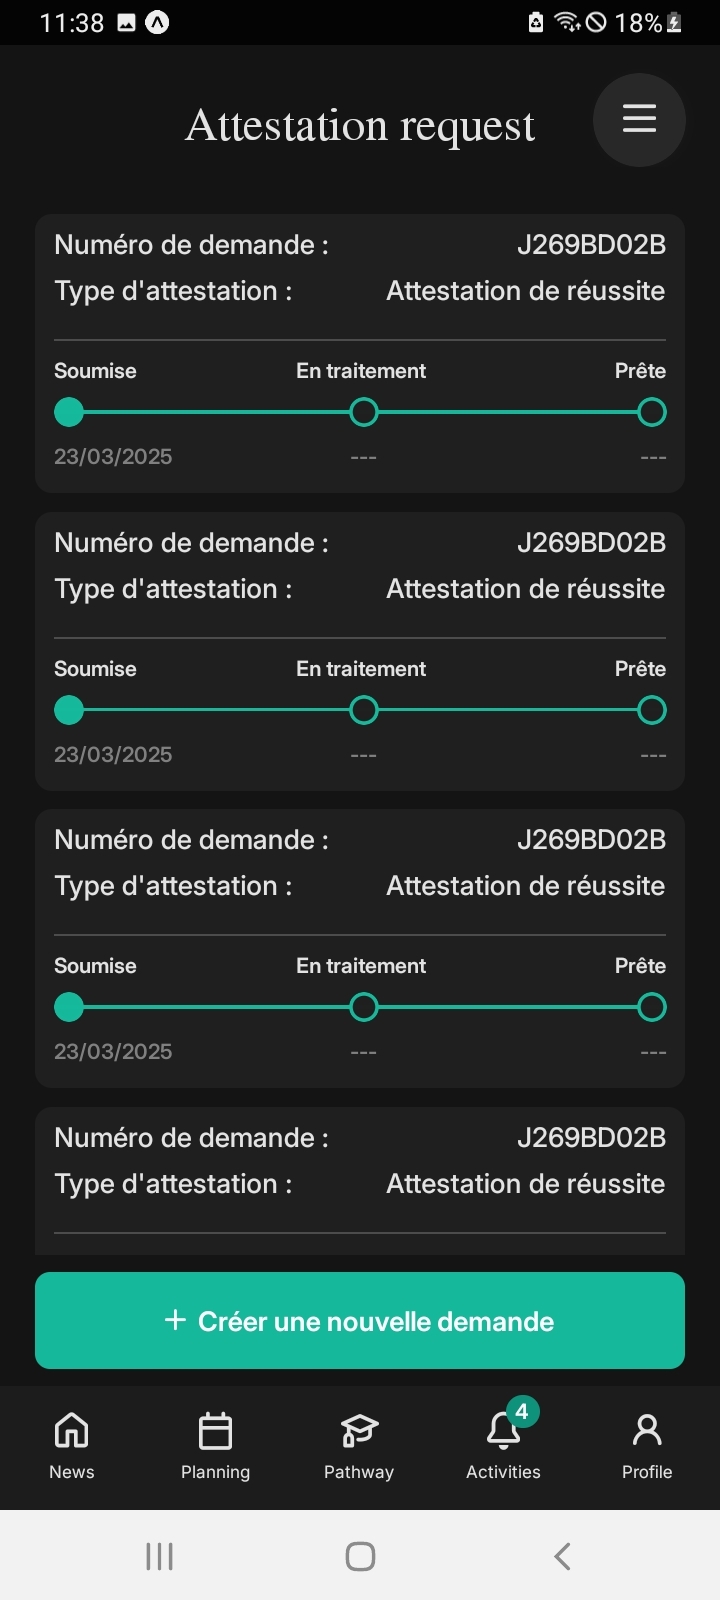 11:38 18%
Attestation request
Numéro de demande : J269BD02B
Type d'attestation : Attestation de réussite
Soumise En traitement Prête
23/03/2025 --- ---
Numéro de demande : J269BD02B
Type d'attestation : Attestation de réussite
Soumise En traitement Prête
23/03/2025 --- ---
Numéro de demande : J269BD02B
Type d'attestation : Attestation de réussite
Soumise En traitement Prête
23/03/2025 --- ---
Numéro de demande : J269BD02B
Type d'attestation : Attestation de réussite
+ Créer une nouvelle demande
4
News Planning Pathway Activities Profile